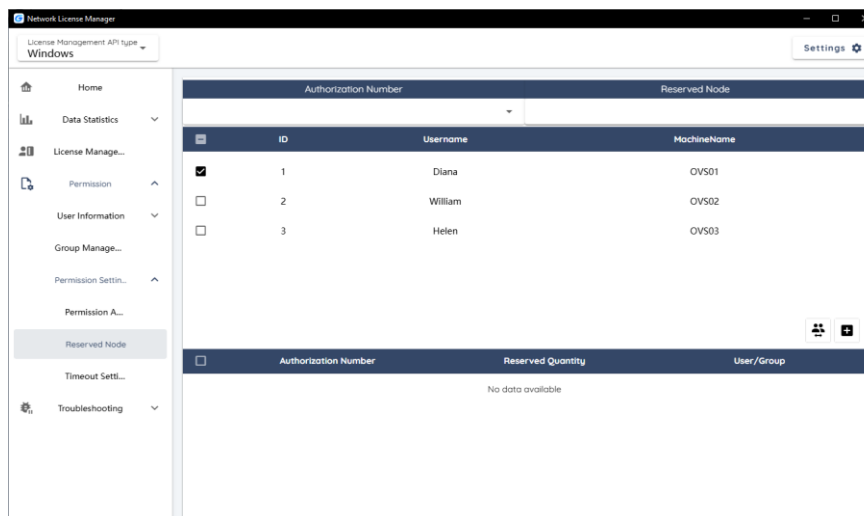 Network License Manager
License Management API type
Windows
Settings
Home
Data Statistics
License Manage...
Permission
User Information
Group Manage...
Permission Settin...
Permission A...
Reserved Node
Timeout Setti...
Troubleshooting
Authorization Number Reserved Node
ID Username MachineName
1 Diana OVS01
2 William OVS02
3 Helen OVS03
Authorization Number Reserved Quantity User/Group
No data available